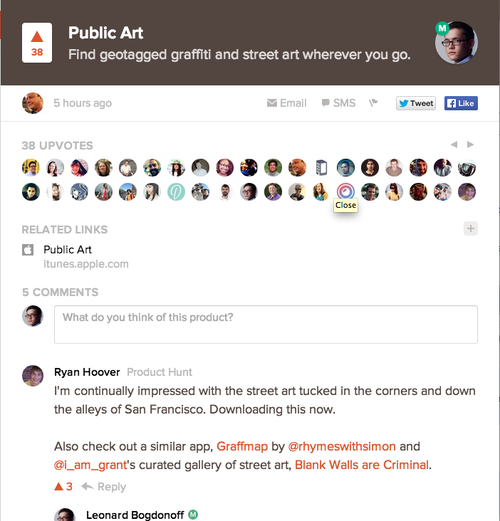 38
Public Art
Find geotagged graffiti and street art wherever you go.
M
5 hours ago
Email
SMS
Tweet
Like
38 UPVOTES
Close
RELATED LINKS
+
Public Art
itunes.apple.com
5 COMMENTS
What do you think of this product?
Ryan Hoover Product Hunt
I'm continually impressed with the street art tucked in the corners and down
the alleys of San Francisco. Downloading this now.
Also check out a similar app, Graffmap by @rhymeswithsimon and
@i_am_grant's curated gallery of street art, Blank Walls are Criminal.
3 Reply
Leonard Bogdonoff M